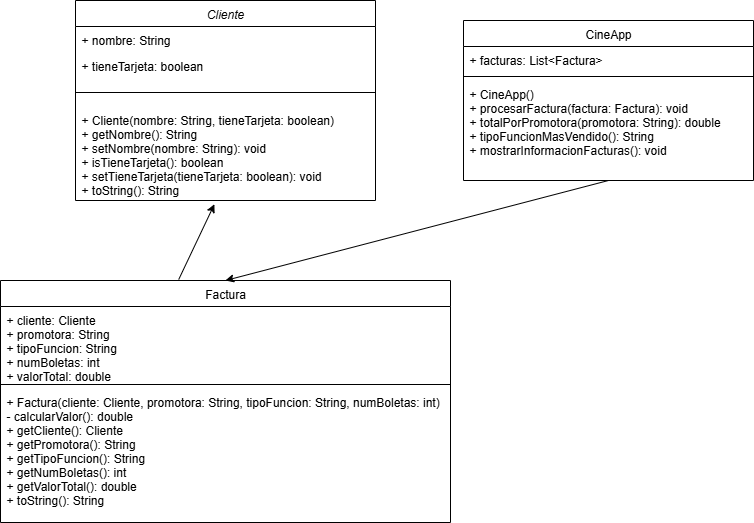 Cliente
+ nombre: String
+ tieneTarjeta: boolean
+ Cliente(nombre: String, tieneTarjeta: boolean)
+ getNombre(): String
+ setNombre(nombre: String): void
+ isTieneTarjeta(): boolean
+ setTieneTarjeta(tieneTarjeta: boolean): void
+ toString(): String
CineApp
+ facturas: List<Factura>
+ CineApp()
+ procesarFactura(factura: Factura): void
+ totalPorPromotora(promotora: String): double
+ tipoFuncionMasVendido(): String
+ mostrarInformacionFacturas(): void
Factura
+ cliente: Cliente
+ promotora: String
+ tipoFuncion: String
+ numBoletas: int
+ valorTotal: double
+ Factura(cliente: Cliente, promotora: String, tipoFuncion: String, numBoletas: int)
- calcularValor(): double
+ getCliente(): Cliente
+ getPromotora(): String
+ getTipoFuncion(): String
+ getNumBoletas(): int
+ getValorTotal(): double
+ toString(): String